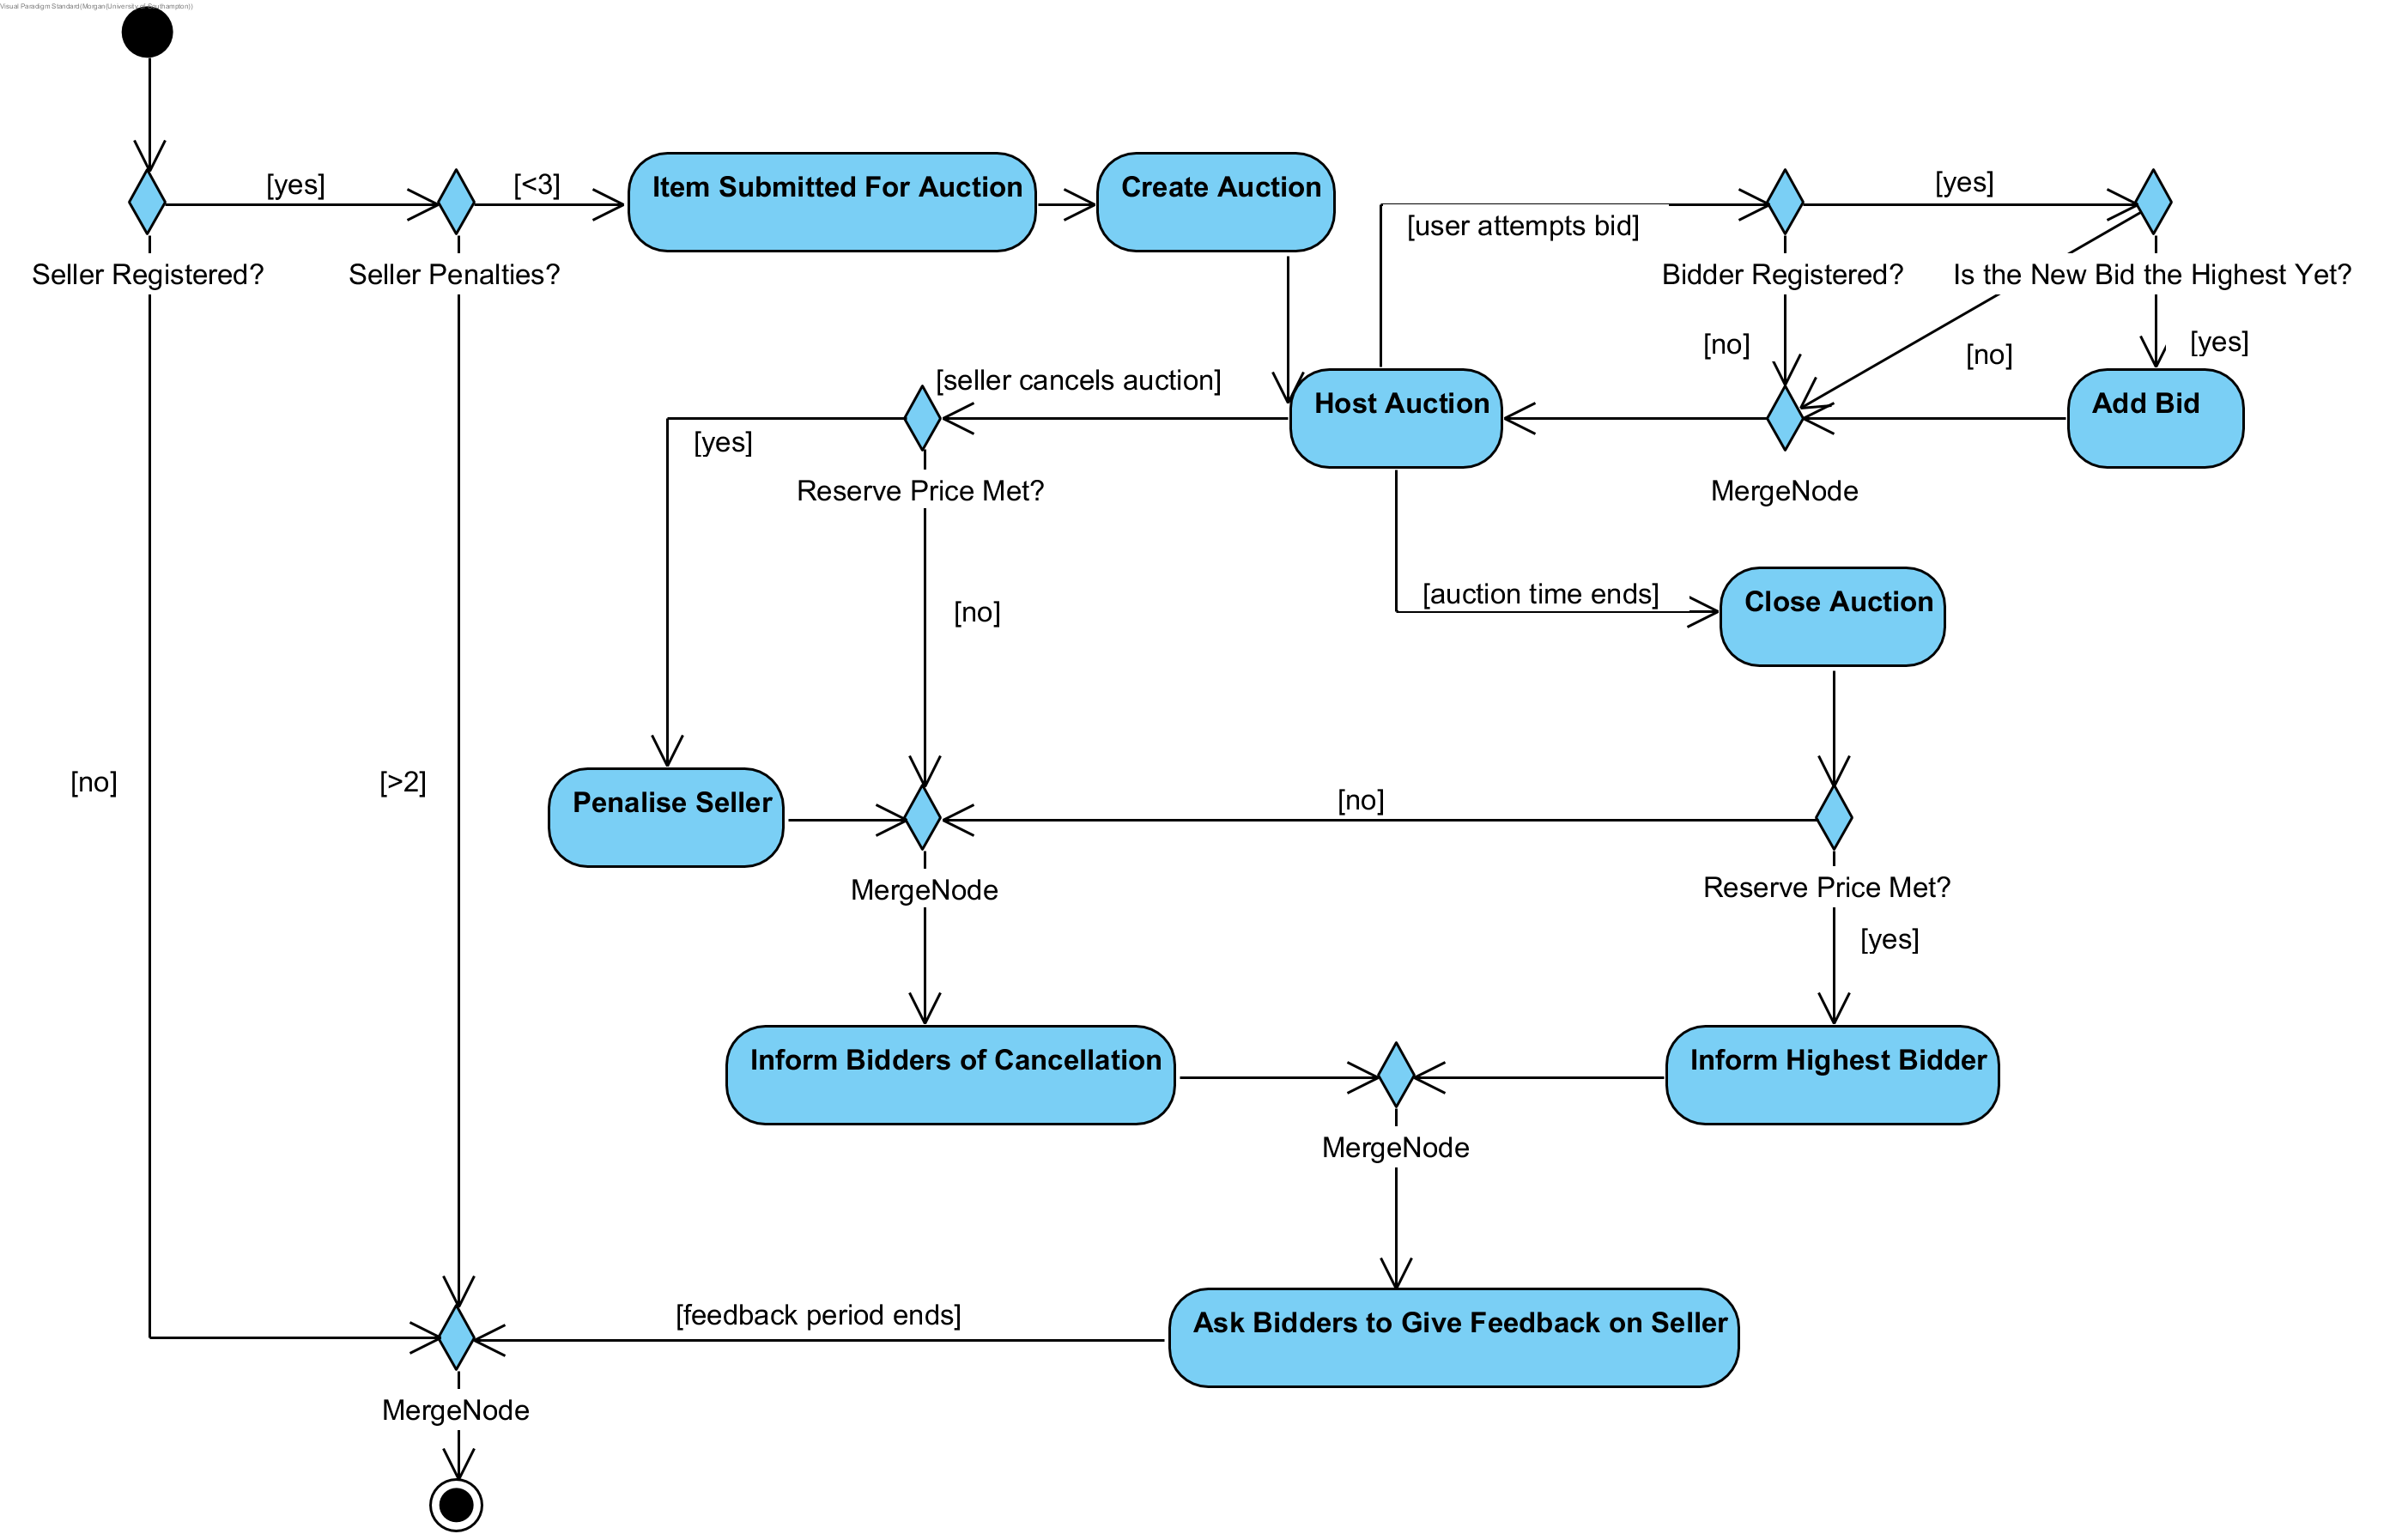 Visual Paradigm Standard(Morgan(University of Southampton))
[yes]
[<3]
Item Submitted For Auction
Create Auction
[yes]
[user attempts bid]
Seller Registered?
Seller Penalties?
Bidder Registered?
Is the New Bid the Highest Yet?
[no]
[no]
[yes]
[seller cancels auction]
Host Auction
Add Bid
[yes]
Reserve Price Met?
MergeNode
[no]
[auction time ends]
Close Auction
[no]
[>2]
Penalise Seller
[no]
MergeNode
Reserve Price Met?
[yes]
Inform Bidders of Cancellation
Inform Highest Bidder
MergeNode
[feedback period ends]
Ask Bidders to Give Feedback on Seller
MergeNode